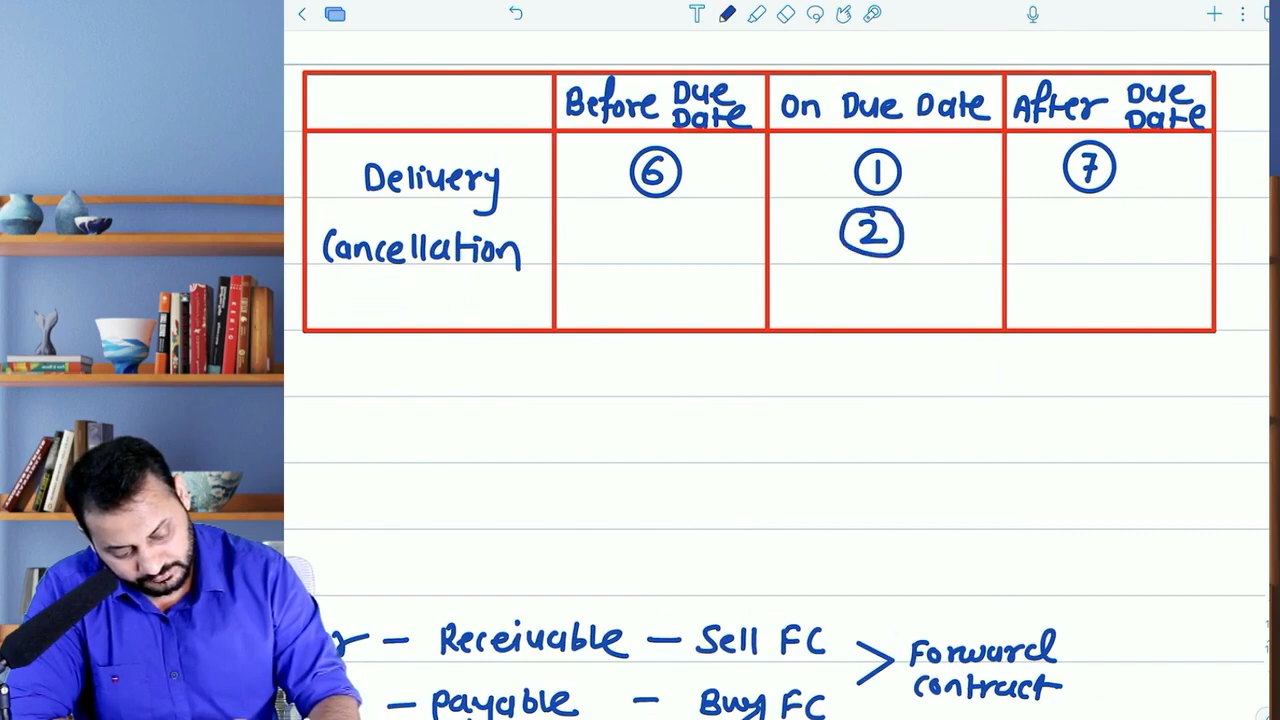 Before Due Date On Due Date After Due Date
Delivery 6 1 7
Cancellation 2
— Receivable — Sell FC
— Payable — Buy FC
> Forward contract